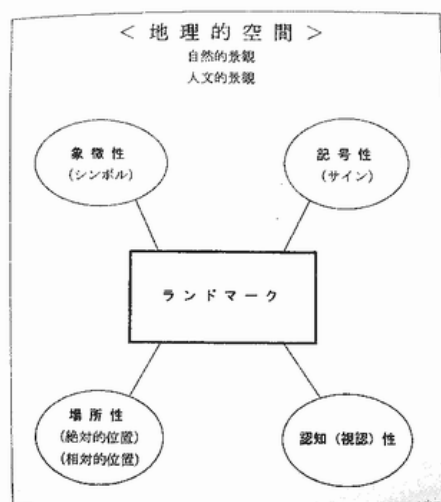 ＜地理的空間＞
自然的景観
人文的景観
象徴性
(シンボル)
記号性
(サイン)
ランドマーク
場所性
(絶対的位置)
(相対的位置)
認知(視認)性